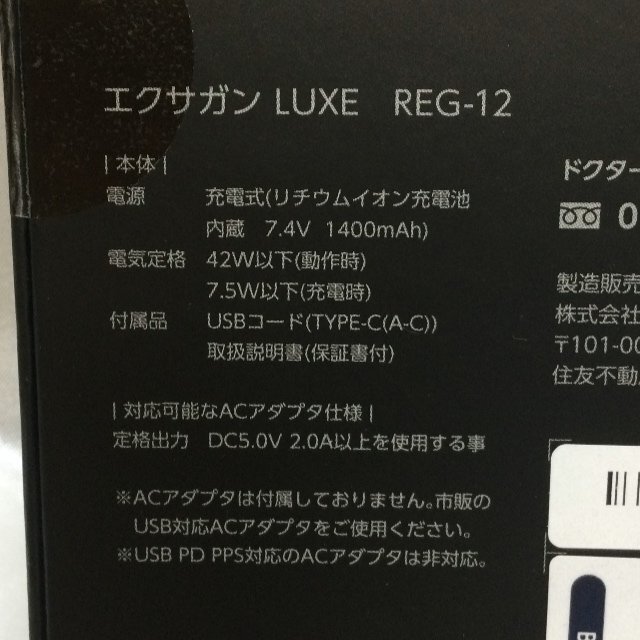 エクサガン LUXE REG-12
| 本体 |
電源 充電式(リチウムイオン充電池
内蔵 7.4V 1400mAh)
電気定格 42W以下(動作時)
7.5W以下(充電時)
付属品 USBコード(TYPE-C(A-C))
取扱説明書(保証書付)
| 対応可能なACアダプタ仕様 |
定格出力 DC5.0V 2.0A以上を使用する事
※ACアダプタは付属しておりません。市販の
USB対応ACアダプタをご使用ください。
※USB PD PPS対応のACアダプタは非対応。
ドクター
0
製造販売
株式会社
〒101-00
住友不動